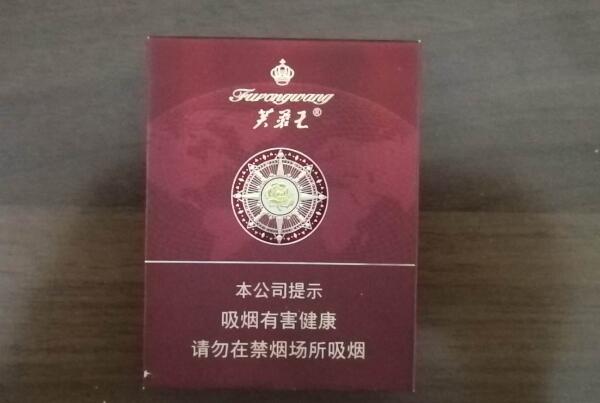 Furongwang
芙蓉王®
本公司提示
吸烟有害健康
请勿在禁烟场所吸烟